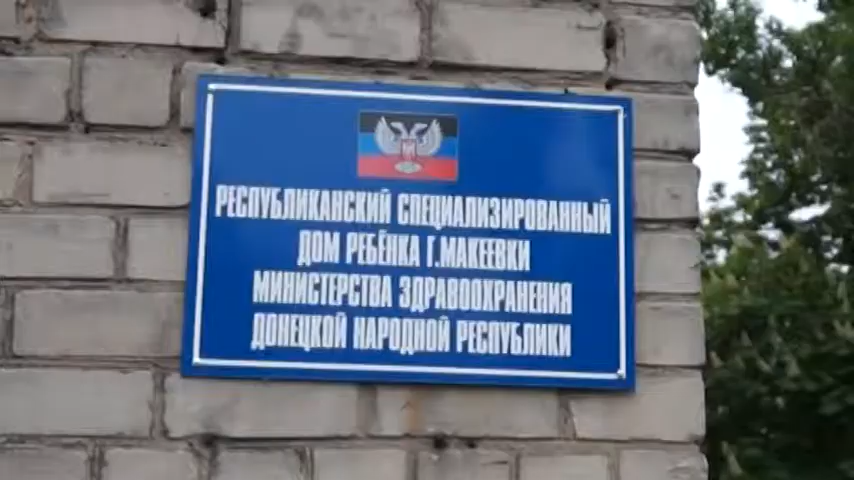 РЕСПУБЛИКАНСКИЙ СПЕЦИАЛИЗИРОВАННЫЙ
ДОМ РЕБЁНКА Г.МАКЕЕВКИ
МИНИСТЕРСТВА ЗДРАВООХРАНЕНИЯ
ДОНЕЦКОЙ НАРОДНОЙ РЕСПУБЛИКИ